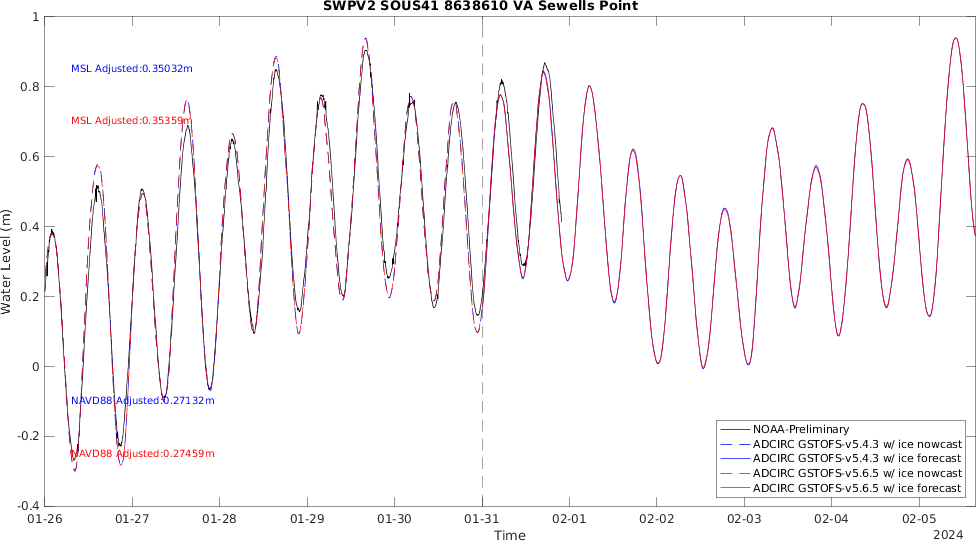 SWPV2 SOUS41 8638610 VA Sewells Point
1
0.8
0.6
0.4
0.2
0
-0.2
-0.4
Water Level (m)
MSL Adjusted:0.35032m
MSL Adjusted:0.35359m
NAVD88 Adjusted:0.27132m
NAVD88 Adjusted:0.27459m
NOAA-Preliminary
ADCIRC GSTOFS-v5.4.3 w/ ice nowcast
ADCIRC GSTOFS-v5.4.3 w/ ice forecast
ADCIRC GSTOFS-v5.6.5 w/ ice nowcast
ADCIRC GSTOFS-v5.6.5 w/ ice forecast
01-26 01-27 01-28 01-29 01-30 01-31 02-01 02-02 02-03 02-04 02-05
Time
2024